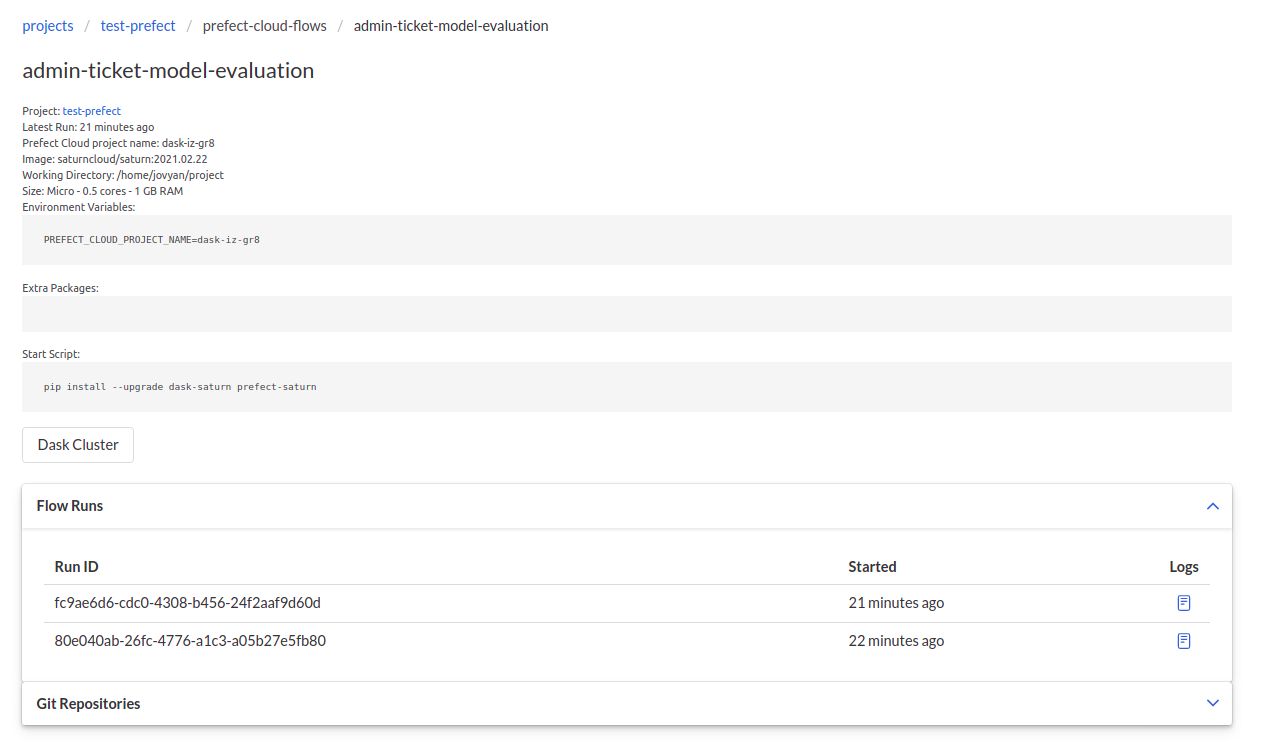 projects / test-prefect / prefect-cloud-flows / admin-ticket-model-evaluation
admin-ticket-model-evaluation
Project: test-prefect
Latest Run: 21 minutes ago
Prefect Cloud project name: dask-iz-gr8
Image: saturncloud/saturn:2021.02.22
Working Directory: /home/jovyan/project
Size: Micro - 0.5 cores - 1 GB RAM
Environment Variables:
PREFECT_CLOUD_PROJECT_NAME=dask-iz-gr8
Extra Packages:
Start Script:
pip install --upgrade dask-saturn prefect-saturn
Dask Cluster
Flow Runs
Run ID Started Logs
fc9ae6d6-cdc0-4308-b456-24f2aaf9d60d 21 minutes ago
80e040ab-26fc-4776-a1c3-a05b27e5fb80 22 minutes ago
Git Repositories